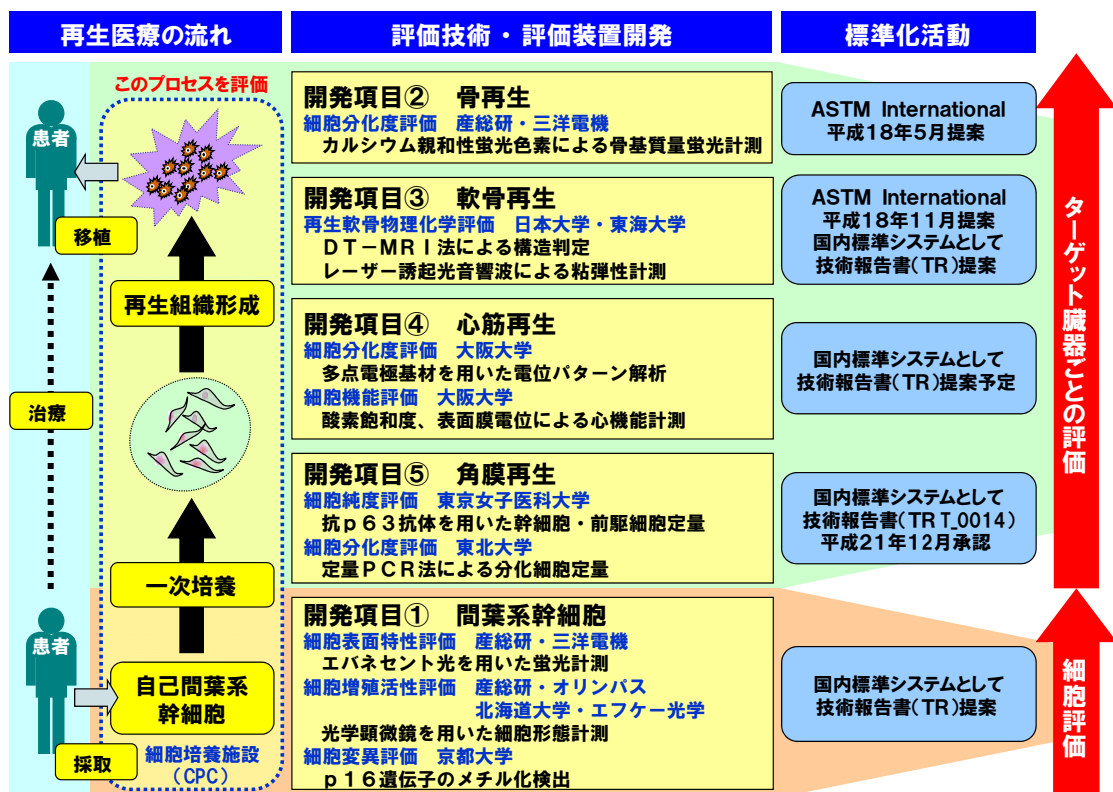 再生医療の流れ
評価技術・評価装置開発
標準化活動
このプロセスを評価
患者
移植
再生組織形成
治療
一次培養
患者
自己間葉系
幹細胞
採取
細胞培養施設
(CPC)
開発項目② 骨再生
細胞分化度評価 産総研・三洋電機
カルシウム親和性蛍光色素による骨基質量蛍光計測
開発項目③ 軟骨再生
再生軟骨物理化学評価 日本大学・東海大学
DT-MRI法による構造判定
レーザー誘起光音響波による粘弾性計測
開発項目④ 心筋再生
細胞分化度評価 大阪大学
多点電極基材を用いた電位パターン解析
細胞機能評価 大阪大学
酸素飽和度、表面膜電位による心機能計測
開発項目⑤ 角膜再生
細胞純度評価 東京女子医科大学
抗p63抗体を用いた幹細胞・前駆細胞定量
細胞分化度評価 東北大学
定量PCR法による分化細胞定量
開発項目① 間葉系幹細胞
細胞表面特性評価 産総研・三洋電機
エバネセント光を用いた蛍光計測
細胞増殖活性評価 産総研・オリンパス
北海道大学・エフケー光学
光学顕微鏡を用いた細胞形態計測
細胞変異評価 京都大学
p16遺伝子のメチル化検出
ASTM International
平成18年5月提案
ASTM International
平成18年11月提案
国内標準システムとして
技術報告書(TR)提案
国内標準システムとして
技術報告書(TR)提案予定
国内標準システムとして
技術報告書(TR T_0014)
平成21年12月承認
国内標準システムとして
技術報告書(TR)提案
ターゲット臓器ごとの評価
細胞評価